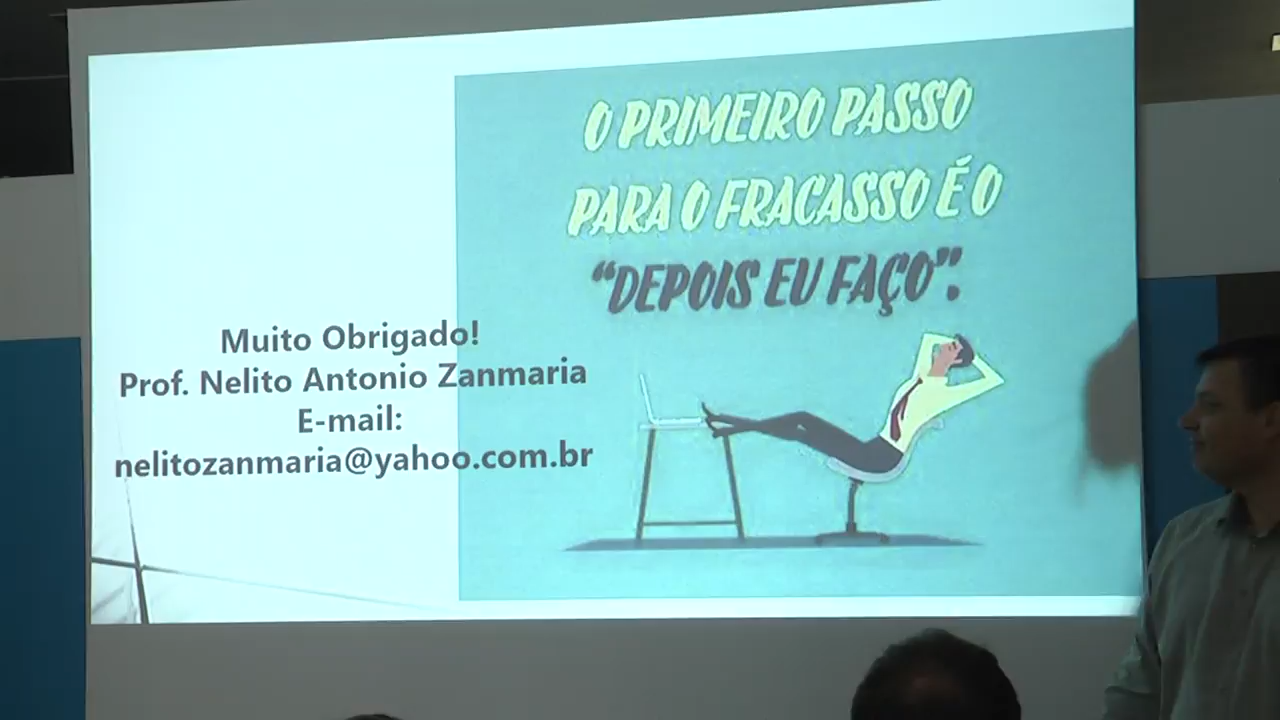 O PRIMEIRO PASSO
PARA O FRACASSO É O
“DEPOIS EU FAÇO”.
Muito Obrigado!
Prof. Nelito Antonio Zanmaria
E-mail:
nelitozanmaria@yahoo.com.br